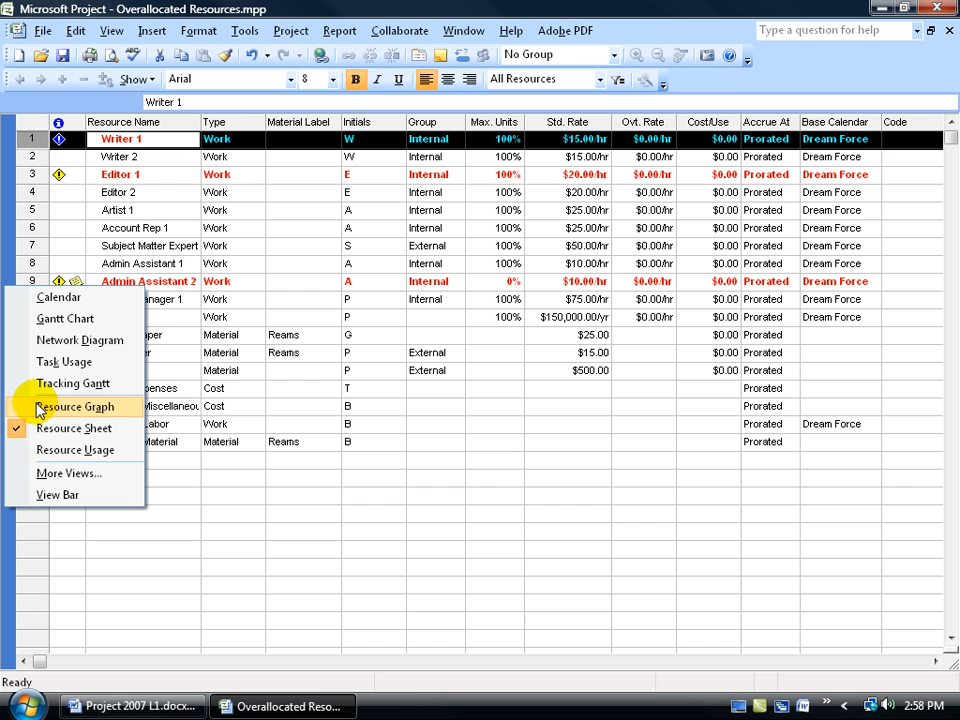 Microsoft Project - Overallocated Resources.mpp
File Edit View Insert Format Tools Project Report Collaborate Window Help Adobe PDF
Type a question for help
No Group
Show Arial 8 B I U All Resources
Writer 1
Resource Name Type Material Label Initials Group Max. Units Std. Rate Ovt. Rate Cost/Use Accrue At Base Calendar Code
1 Writer 1 Work W Internal 100% $15.00/hr $0.00/hr $0.00 Prorated Dream Force
2 Writer 2 Work W Internal 100% $15.00/hr $0.00/hr $0.00 Prorated Dream Force
3 Editor 1 Work E Internal 100% $20.00/hr $0.00/hr $0.00 Prorated Dream Force
4 Editor 2 Work E Internal 100% $20.00/hr $0.00/hr $0.00 Prorated Dream Force
5 Artist 1 Work A Internal 100% $25.00/hr $0.00/hr $0.00 Prorated Dream Force
6 Account Rep 1 Work A Internal 100% $25.00/hr $0.00/hr $0.00 Prorated Dream Force
7 Subject Matter Expert Work S External 100% $50.00/hr $0.00/hr $0.00 Prorated Dream Force
8 Admin Assistant 1 Work A Internal 100% $10.00/hr $0.00/hr $0.00 Prorated Dream Force
9 Admin Assistant 2 Work A Internal 0% $10.00/hr $0.00/hr $0.00 Prorated Dream Force
anager 1 Work P Internal 100% $75.00/hr $0.00/hr $0.00 Prorated Dream Force
Work P 100% $150,000.00/yr $0.00/hr $0.00 Prorated Dream Force
aper Material Reams G $25.00 $0.00 Prorated
r Material Reams P External $15.00 $0.00 Prorated
Material P External $500.00 $0.00 Prorated
penses Cost T Prorated
Miscellaneou Cost B Prorated
Labor Work B $0.00 Prorated Dream Force
Material Material B Prorated
Calendar
Gantt Chart
Network Diagram
Task Usage
Tracking Gantt
Resource Graph
Resource Sheet
Resource Usage
More Views...
View Bar
Ready
Project 2007 L1.docx... Overallocated Reso... 2:58 PM